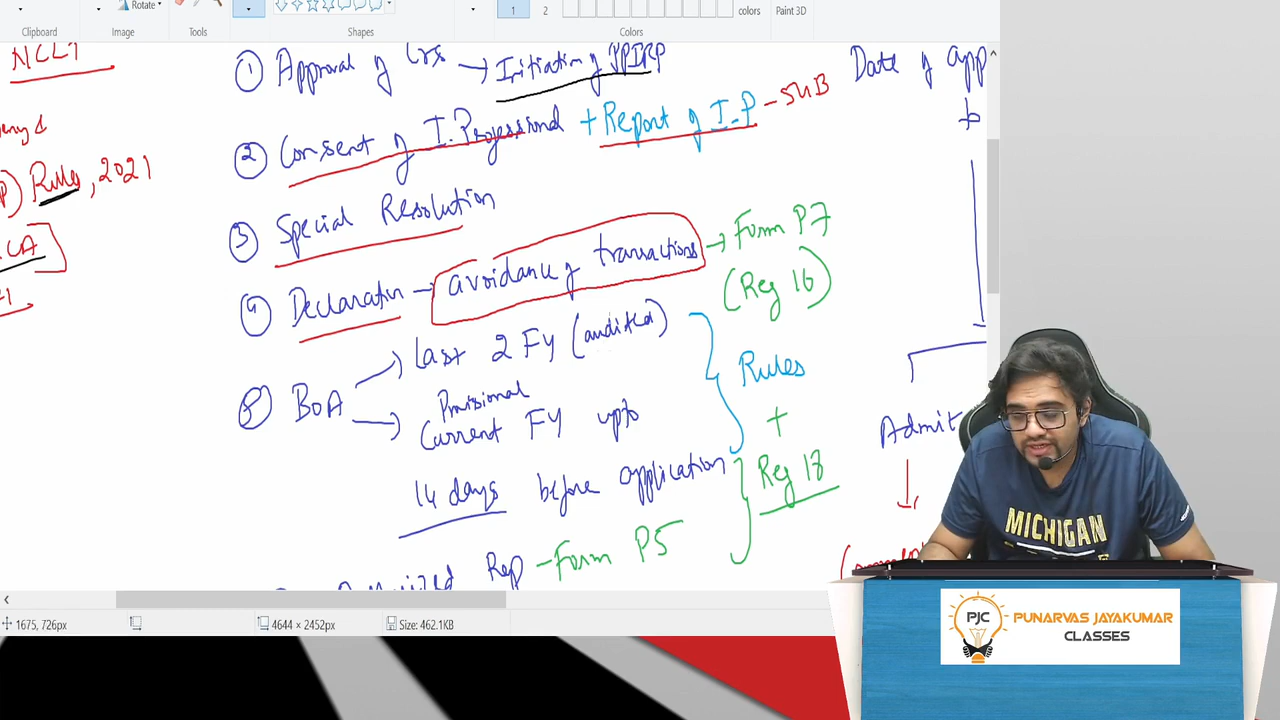 Rotate
Clipboard
Image
Tools
Shapes
1
2
colors
Colors
Paint 3D
NCLT
Rules, 2021
1 Approval of Crs → Initiation of PPIRP
2 Consent of I. Professional + Report of I.P - 54B
3 Special Resolution
4 Declaration → avoidance of transactions → Form P7
(Reg 16)
5 BOA → Last 2 FY (audited)
→ Provisional
Current FY upto
14 days before application
Rules
+
Reg 18
Rep - Form P5
Date of app
Admit
1675, 726px
4644 × 2452px
Size: 462.1KB
MICHIGAN
PJC
PUNARVAS JAYAKUMAR
CLASSES